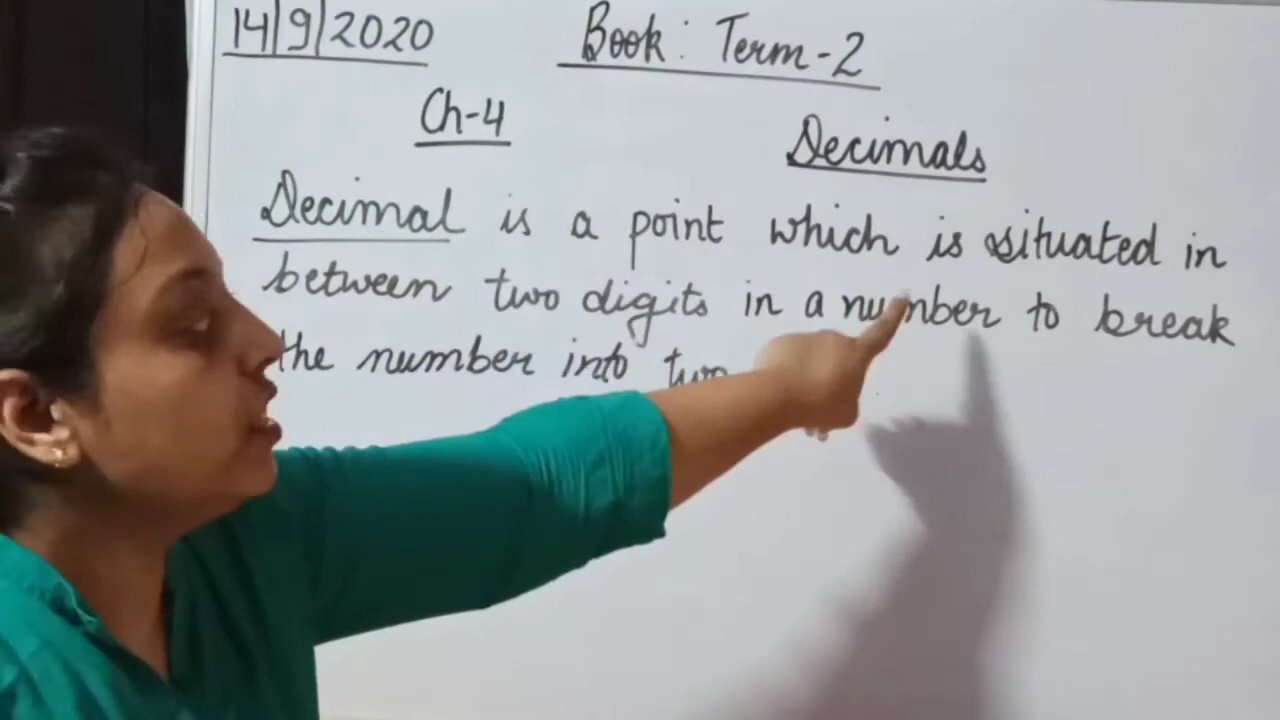 14|9|2020
Book: Term-2
Ch-4
Decimals
Decimal is a point which is situated in
between two digits in a number to break
the number into two